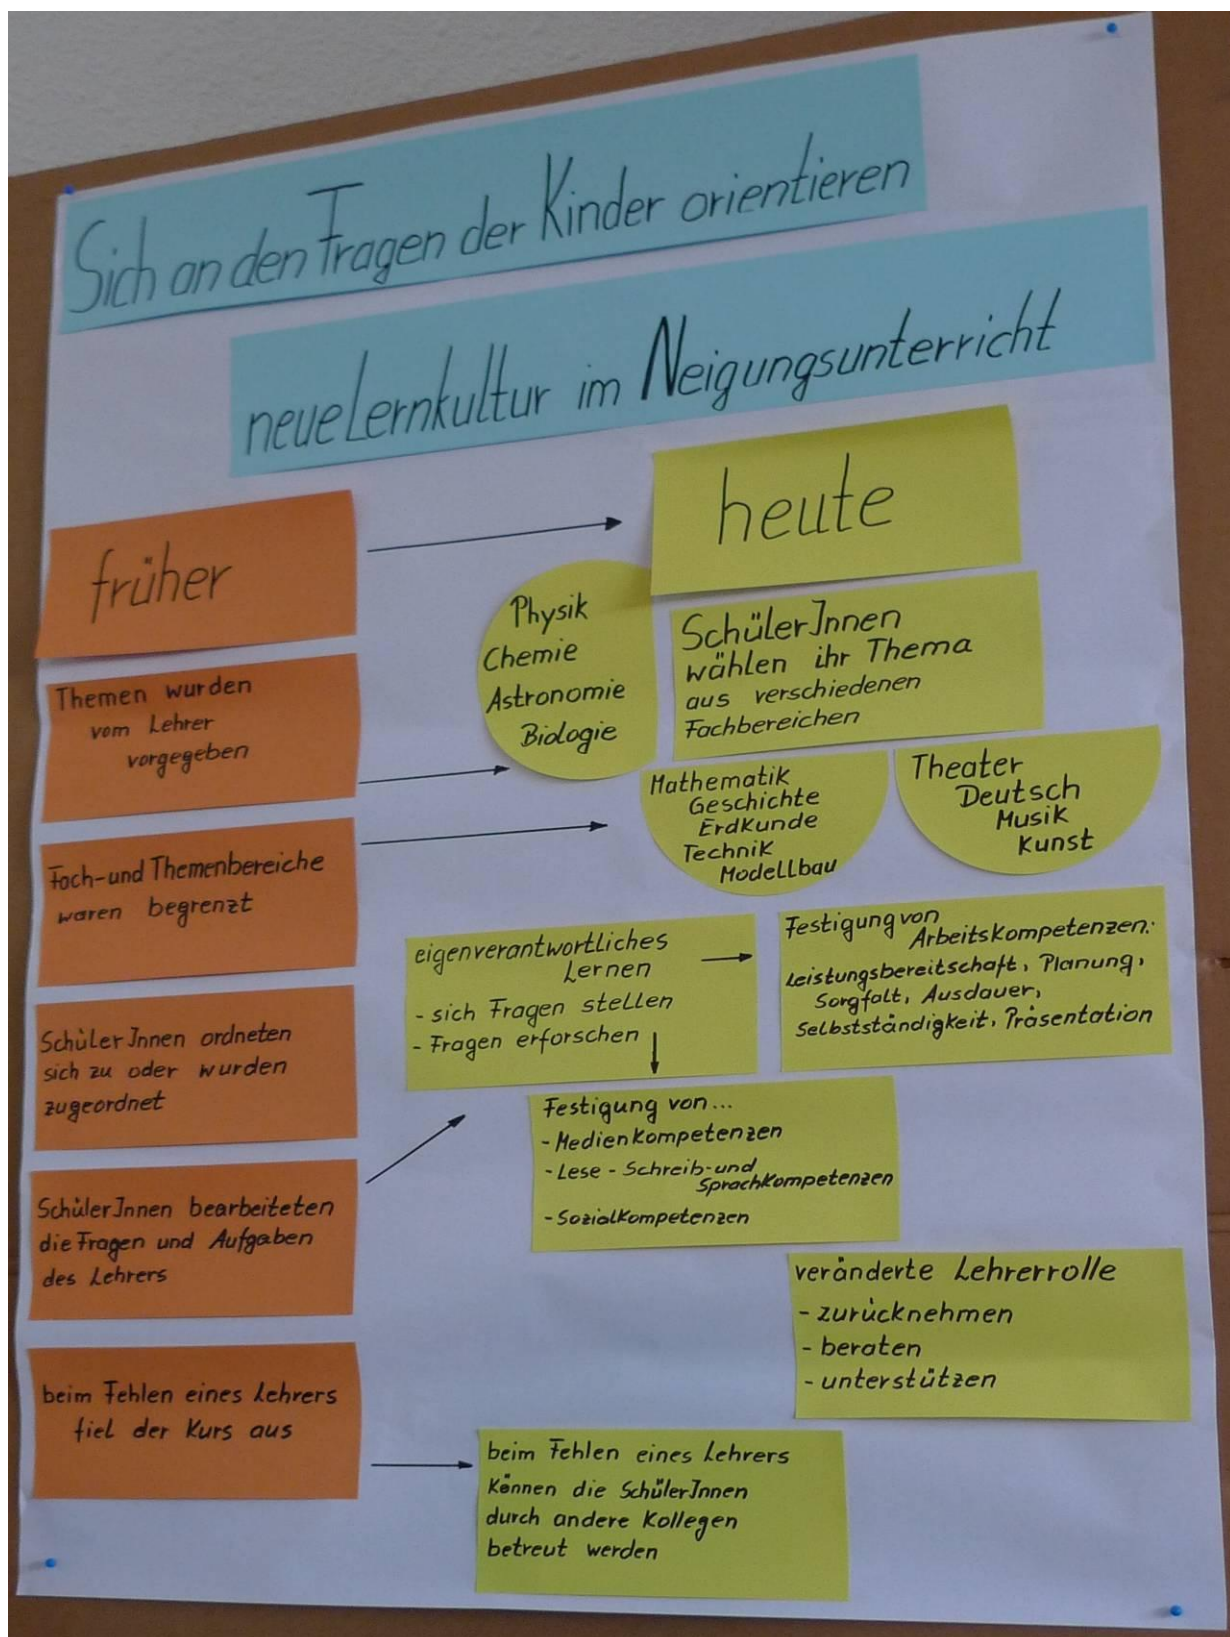 Sich an den Fragen der Kinder orientieren
neue Lernkultur im Neigungsunterricht
früher
heute
Themen wurden
vom Lehrer
vorgegeben
Fach- und Themenbereiche
waren begrenzt
SchülerInnen ordneten
sich zu oder wurden
zugeordnet
SchülerInnen bearbeiteten
die Fragen und Aufgaben
des Lehrers
beim Fehlen eines Lehrers
fiel der Kurs aus
Physik
Chemie
Astronomie
Biologie
SchülerInnen
wählen ihr Thema
aus verschiedenen
Fachbereichen
Mathematik
Geschichte
Erdkunde
Technik
Modellbau
Theater
Deutsch
Musik
Kunst
eigenverantwortliches
Lernen
- sich Fragen stellen
- Fragen erforschen
Festigung von
Arbeitskompetenzen:
Leistungsbereitschaft, Planung,
Sorgfalt, Ausdauer,
Selbstständigkeit, Präsentation
Festigung von...
- Medienkompetenzen
- Lese - Schreib- und
Sprachkompetenzen
- Sozialkompetenzen
veränderte Lehrerrolle
- zurücknehmen
- beraten
- unterstützen
beim Fehlen eines Lehrers
können die SchülerInnen
durch andere Kollegen
betreut werden